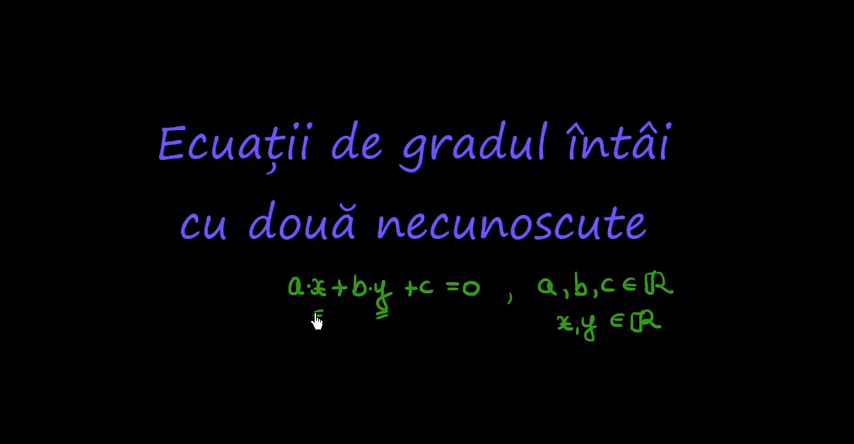 Ecuații de gradul întâi
cu două necunoscute
a·x+b·y+c=0 , a,b,c∈ℝ
x,y∈ℝ